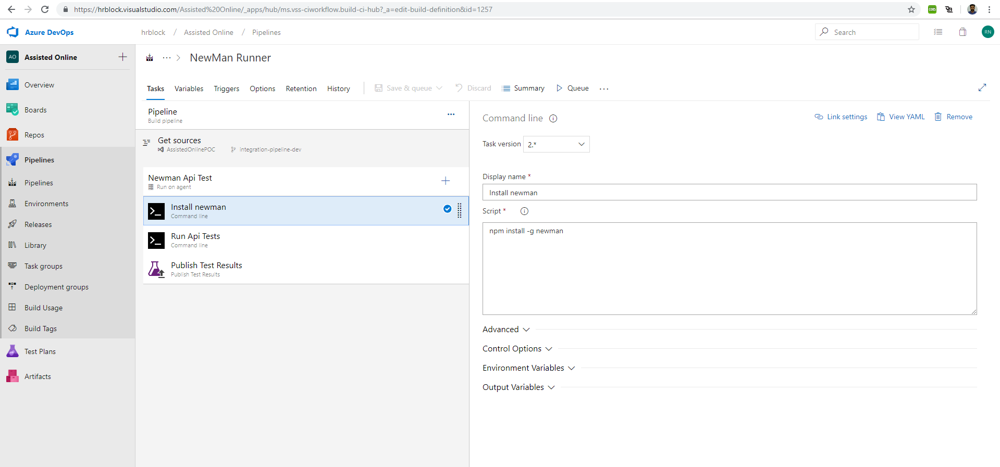 https://hrblock.visualstudio.com/Assisted%20Online/_apps/hub/ms.vss-ciworkflow.build-ci-hub?_a=edit-build-definition&id=1257
CORS
Azure DevOps
hrblock / Assisted Online / Pipelines
Search
RN
AO Assisted Online
Overview
Boards
Repos
Pipelines
Pipelines
Environments
Releases
Library
Task groups
Deployment groups
Build Usage
Build Tags
Test Plans
Artifacts
NewMan Runner
Tasks Variables Triggers Options Retention History Save & queue Discard Summary Queue
Pipeline
Build pipeline
Get sources
AssistedOnlinePOC integration-pipeline-dev
Newman Api Test
Run on agent
Install newman
Command line
Run Api Tests
Command line
Publish Test Results
Publish Test Results
Command line
Link settings View YAML Remove
Task version 2.*
Display name *
Install newman
Script *
npm install -g newman
Advanced
Control Options
Environment Variables
Output Variables